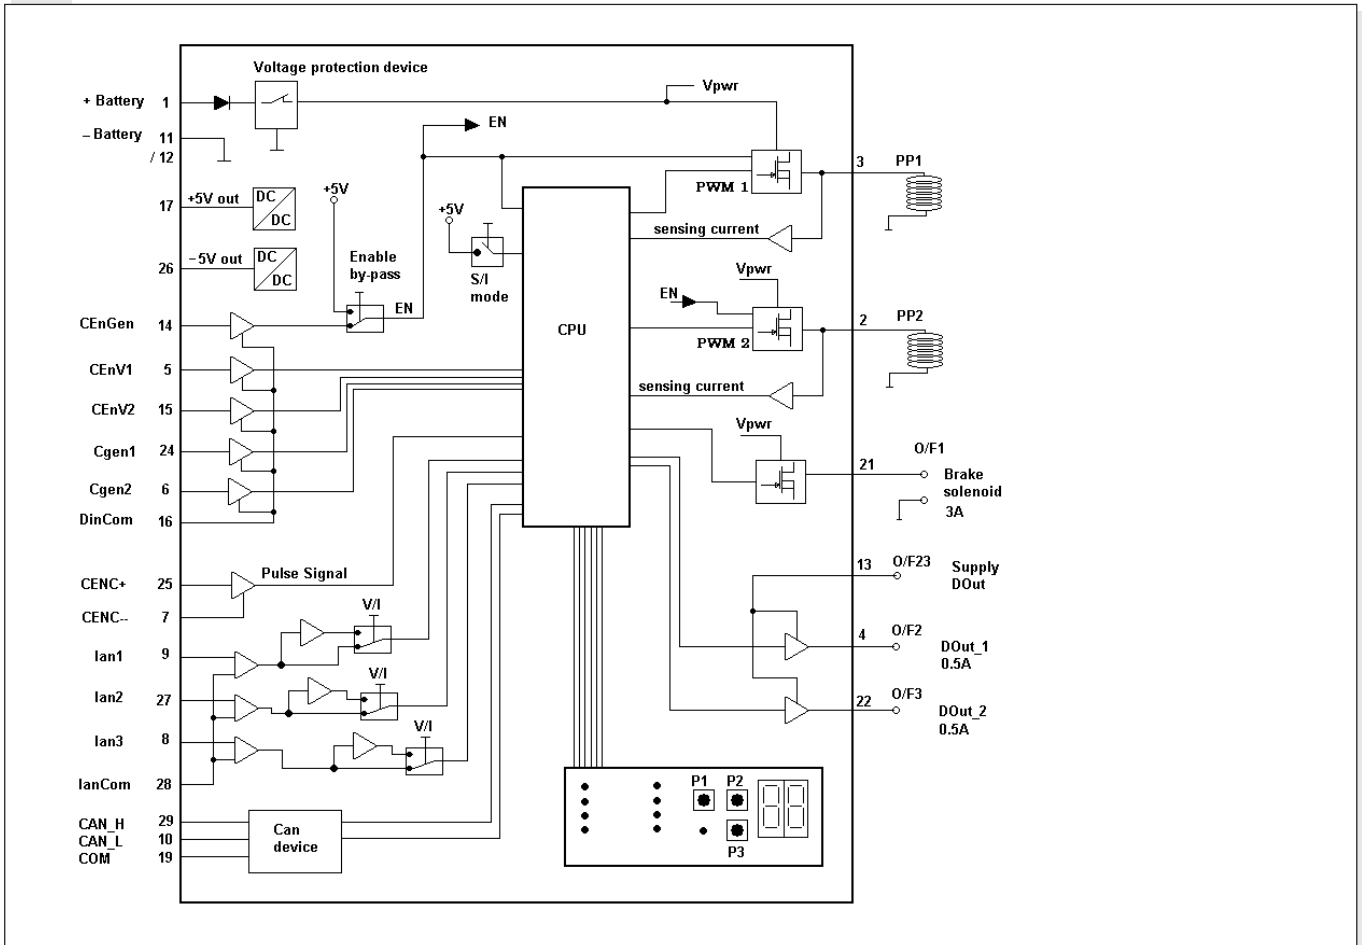 Voltage protection device
+ Battery 1
Vpwr
– Battery 11
/ 12
EN
3 PP1
PWM 1
17 +5V out DC
DC
+5V
+5V
sensing current
26 –5V out DC
DC
Enable
by-pass
S/I
mode
EN
Vpwr
EN
CEnGen 14
CPU
2 PP2
PWM 2
CEnV1 5
sensing current
CEnV2 15
Vpwr
Cgen1 24
O/F1
21
Brake
solenoid
3A
Cgen2 6
DinCom 16
13 O/F23 Supply
DOut
CENC+ 25 Pulse Signal
CENC-- 7
V/I
4 O/F2
DOut_1
0.5A
Ian1 9
V/I
Ian2 27
22 O/F3
DOut_2
0.5A
V/I
Ian3 8
IanCom 28
P1 P2
P3
CAN_H 29
CAN_L 10
COM 19
Can
device